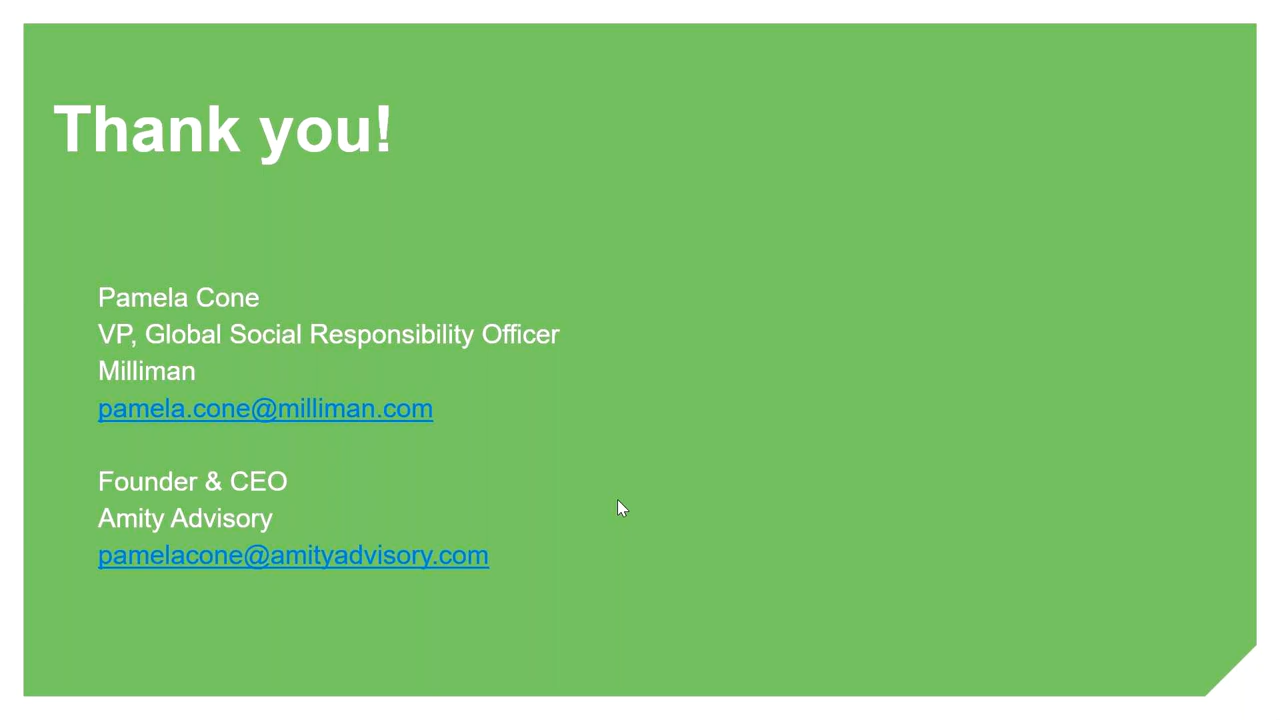 Thank you!
Pamela Cone
VP, Global Social Responsibility Officer
Milliman
pamela.cone@milliman.com
Founder & CEO
Amity Advisory
pamelacone@amityadvisory.com